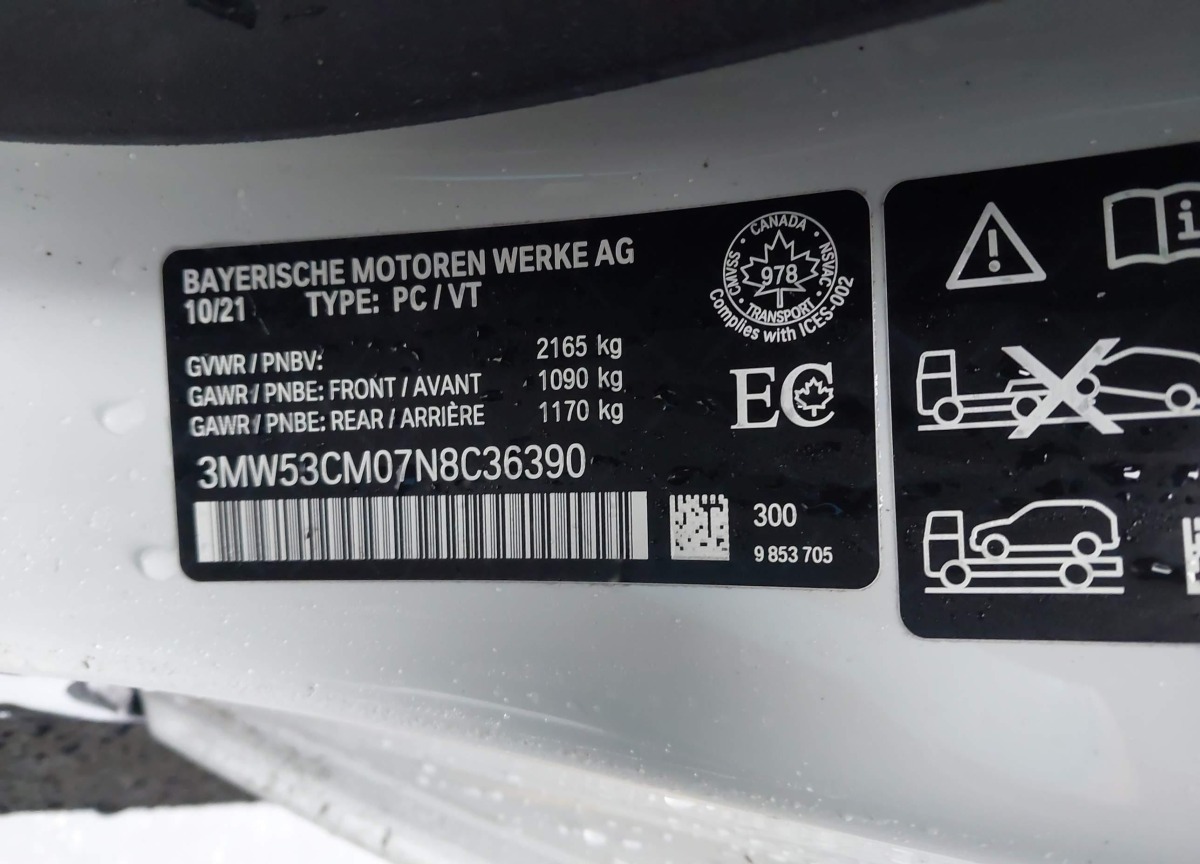 BAYERISCHE MOTOREN WERKE AG
10/21 TYPE: PC / VT
GVWR / PNBV: 2165 kg
GAWR / PNBE: FRONT / AVANT 1090 kg
GAWR / PNBE: REAR / ARRIÈRE 1170 kg
3MW53CM07N8C36390
CANADA
CMVSS 978 NSVAC
TRANSPORT
Complies with ICES-002
EC
300
9 853 705
i